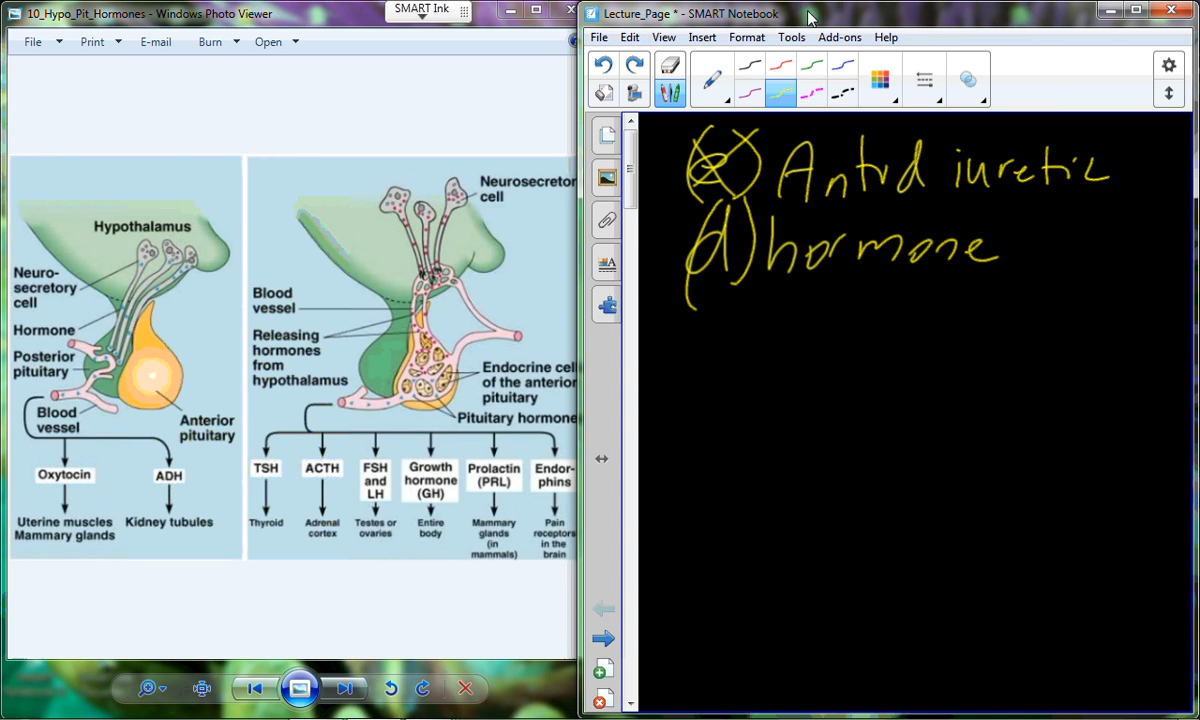 10_Hypo_Pit_Hormones - Windows Photo Viewer
SMART Ink
File Print E-mail Burn Open
Hypothalamus
Neuro-
secretory
cell
Hormone
Posterior
pituitary
Blood
vessel
Anterior
pituitary
Oxytocin
ADH
Uterine muscles
Mammary glands
Kidney tubules
Neurosecretor
cell
Blood
vessel
Releasing
hormones
from
hypothalamus
Endocrine cel
of the anterior
pituitary
Pituitary hormone
TSH
ACTH
FSH
and
LH
Growth
hormone
(GH)
Prolactin
(PRL)
Endor-
phins
Thyroid
Adrenal
cortex
Testes or
ovaries
Entire
body
Mammary
glands
(in
mammals)
Pain
receptors
in the
brain
Lecture_Page * - SMART Notebook
File Edit View Insert Format Tools Add-ons Help
Antid iuretic
(d) hormone